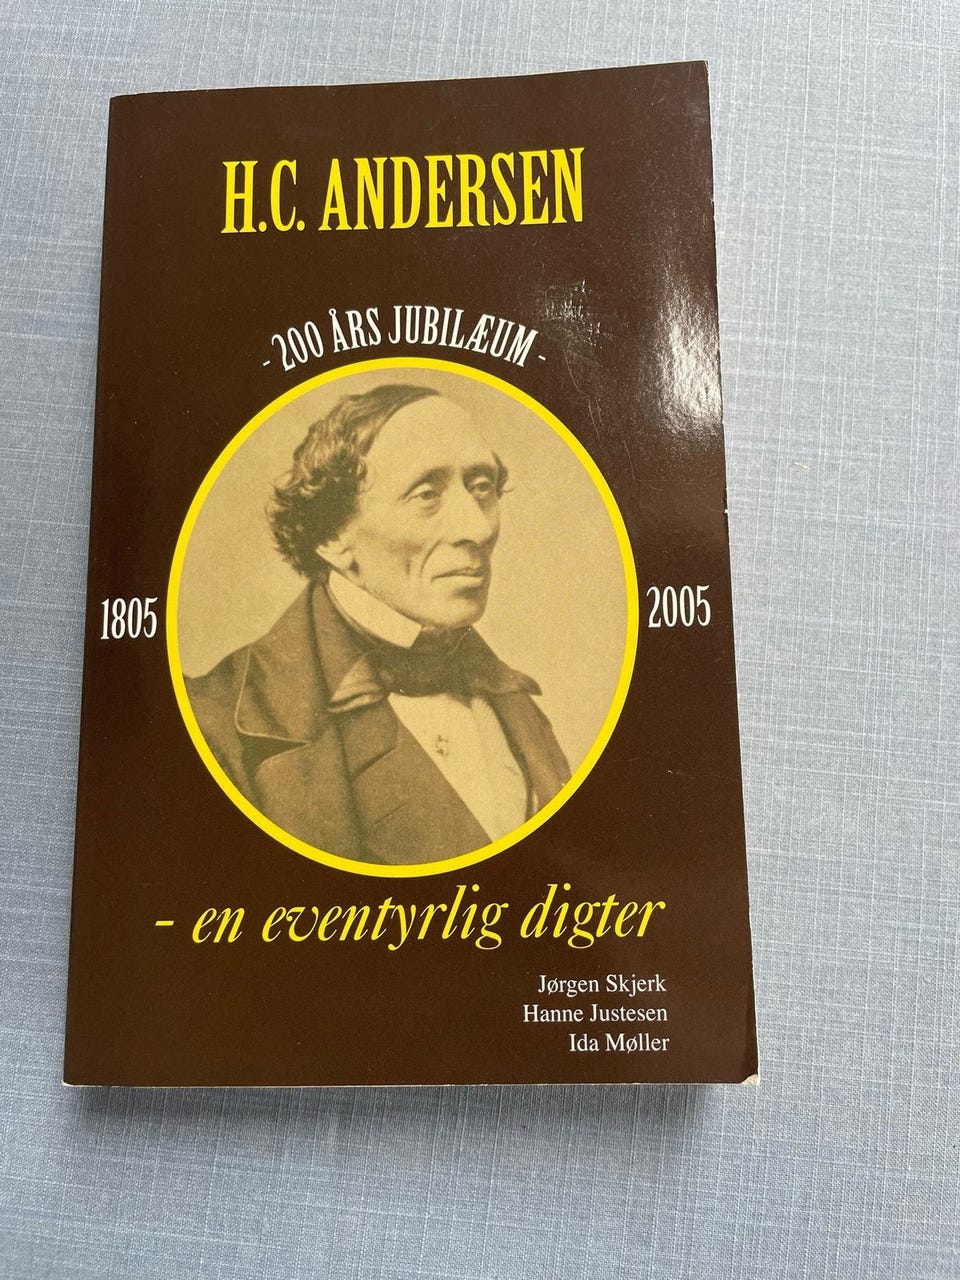 H.C. ANDERSEN
- 200 ÅRS JUBILÆUM -
1805
2005
- en eventyrlig digter
Jørgen Skjerk
Hanne Justesen
Ida Møller